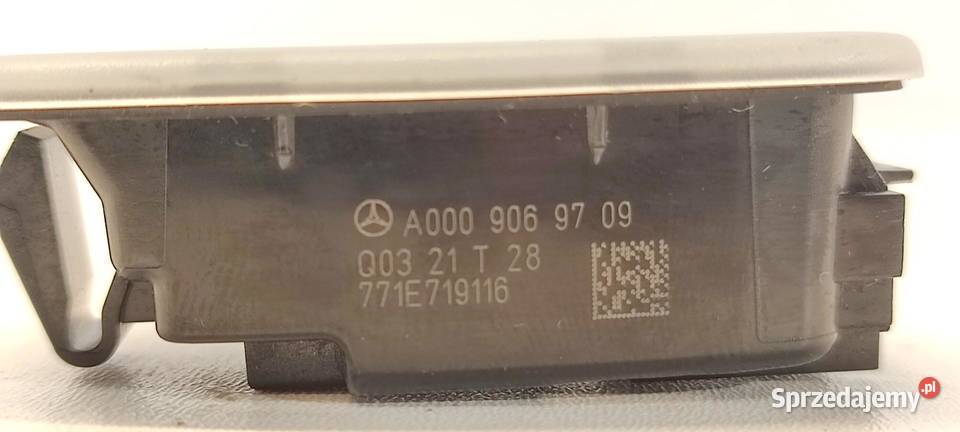 A000 906 97 09
Q03 21 T 28
771E719116
Sprzedajemy.pl